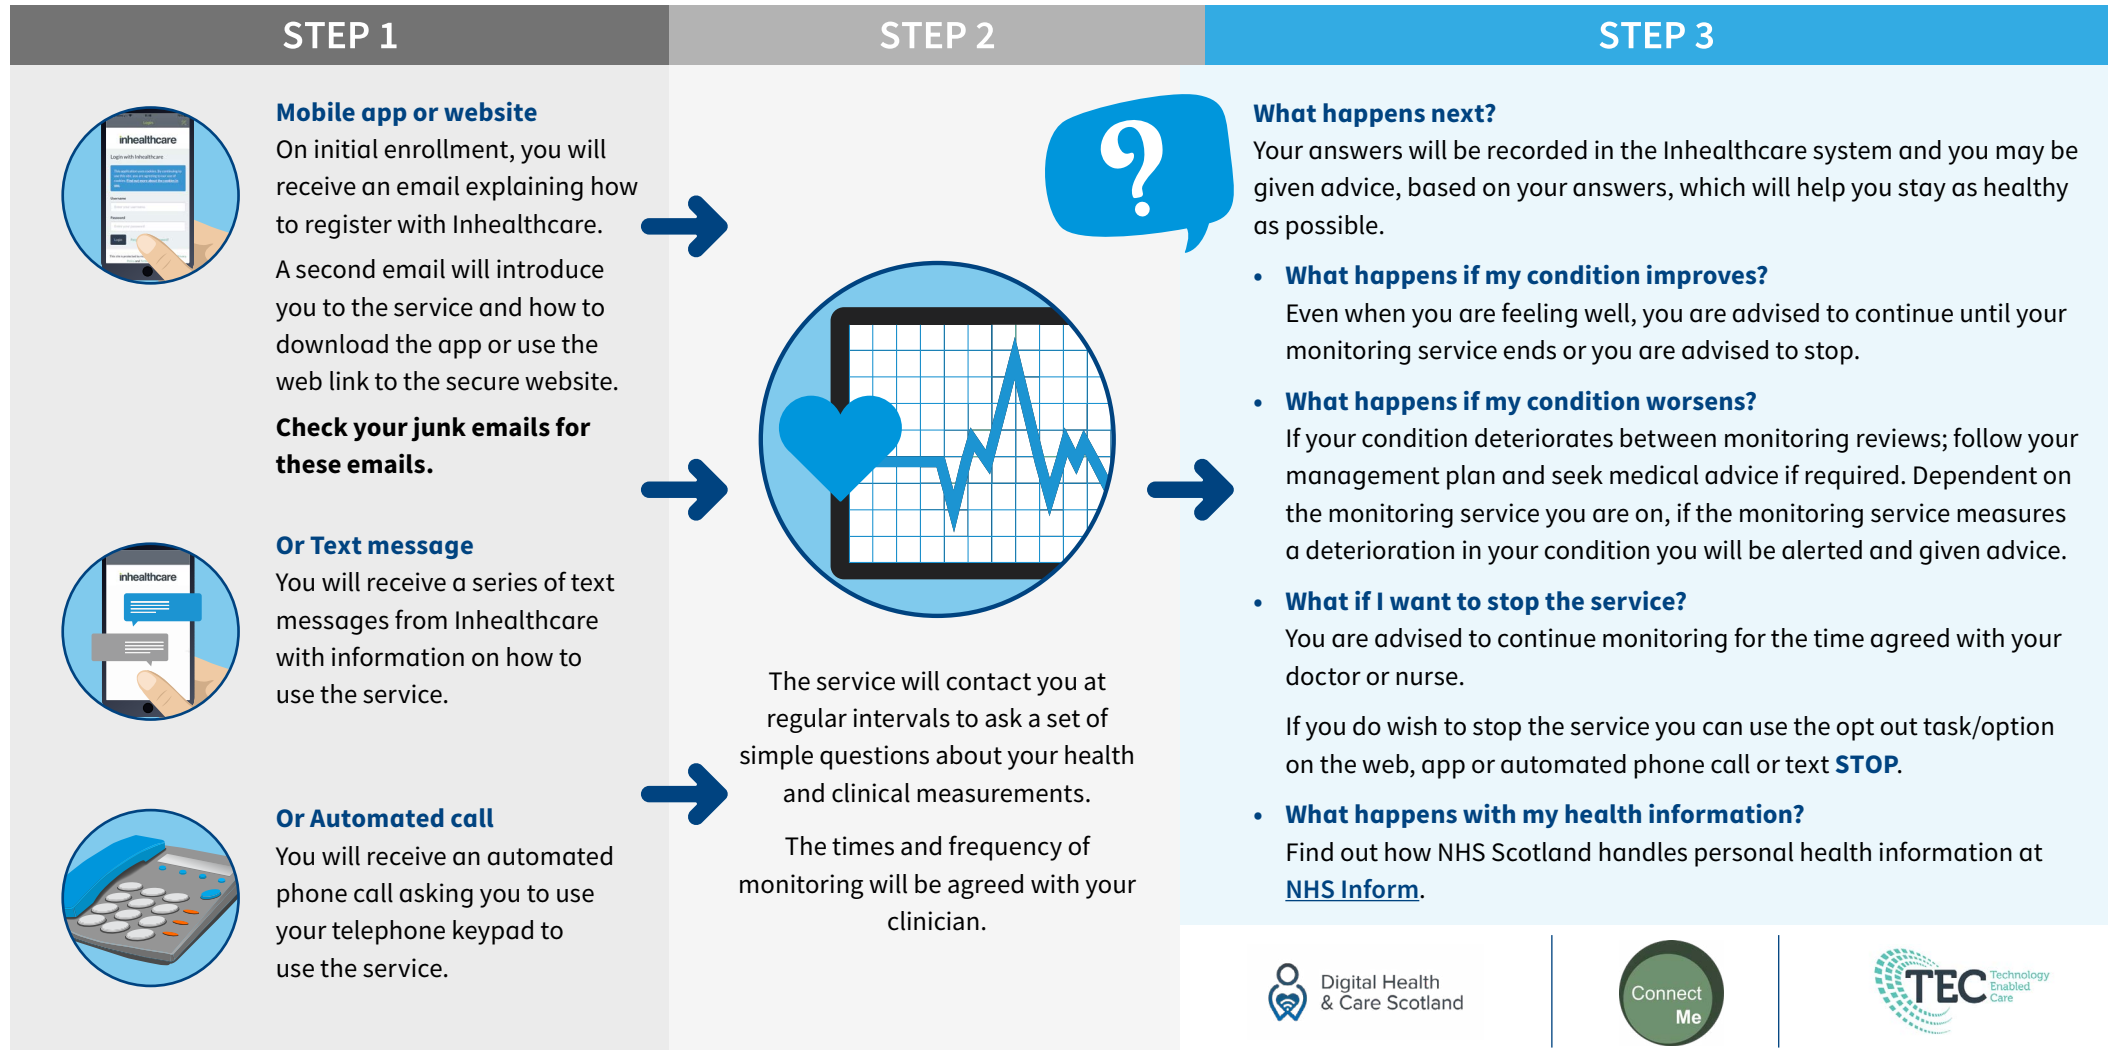 STEP 1
Mobile app or website
On initial enrollment, you will
receive an email explaining how
to register with Inhealthcare.
A second email will introduce
you to the service and how to
download the app or use the
web link to the secure website.
Check your junk emails for
these emails.
inhealthcare
Login with Inhealthcare
Username
Password
Login
Or Text message
You will receive a series of text
messages from Inhealthcare
with information on how to
use the service.
inhealthcare
Or Automated call
You will receive an automated
phone call asking you to use
your telephone keypad to
use the service.
STEP 2
?
The service will contact you at
regular intervals to ask a set of
simple questions about your health
and clinical measurements.
The times and frequency of
monitoring will be agreed with your
clinician.
STEP 3
What happens next?
Your answers will be recorded in the Inhealthcare system and you may be
given advice, based on your answers, which will help you stay as healthy
as possible.
• What happens if my condition improves?
Even when you are feeling well, you are advised to continue until your
monitoring service ends or you are advised to stop.
• What happens if my condition worsens?
If your condition deteriorates between monitoring reviews; follow your
management plan and seek medical advice if required. Dependent on
the monitoring service you are on, if the monitoring service measures
a deterioration in your condition you will be alerted and given advice.
• What if I want to stop the service?
You are advised to continue monitoring for the time agreed with your
doctor or nurse.
If you do wish to stop the service you can use the opt out task/option
on the web, app or automated phone call or text STOP.
• What happens with my health information?
Find out how NHS Scotland handles personal health information at
NHS Inform.
Digital Health
& Care Scotland
Connect
Me
TEC
Technology
Enabled
Care